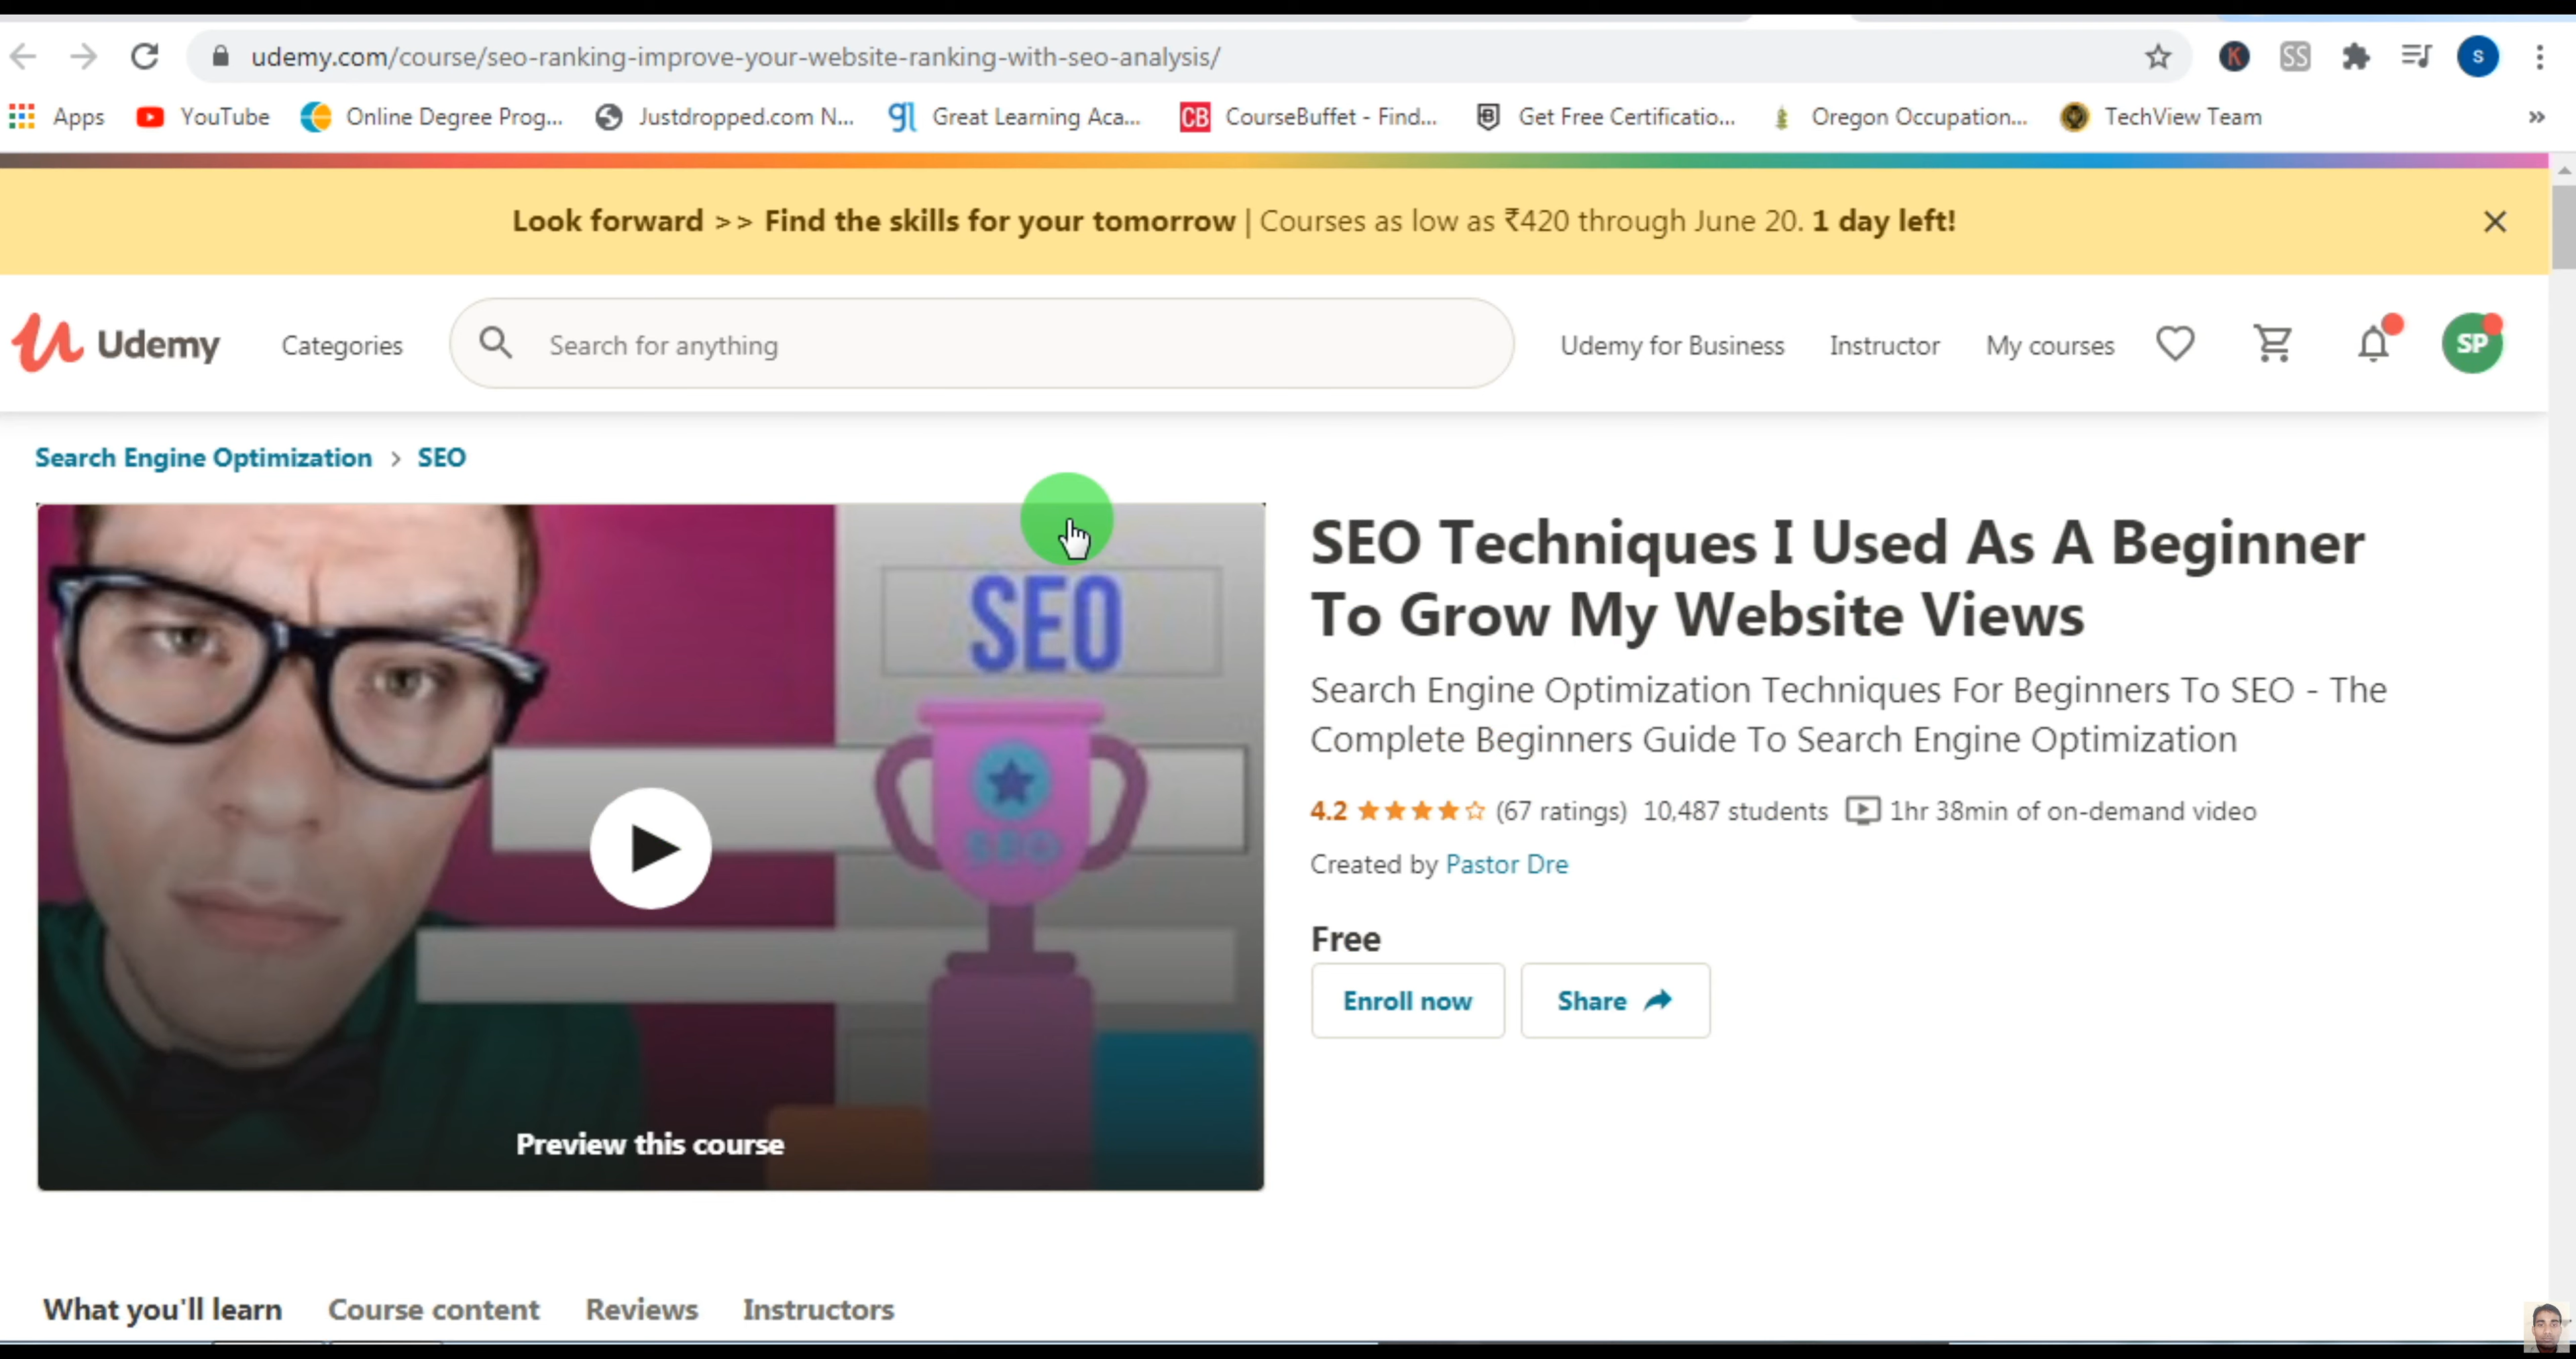 udemy.com/course/seo-ranking-improve-your-website-ranking-with-seo-analysis/
K
SS
S
Apps
YouTube
Online Degree Prog...
Justdropped.com N...
gl
Great Learning Aca...
CB
CourseBuffet - Find...
B
Get Free Certificatio...
Oregon Occupation...
TechView Team
»
Look forward >> Find the skills for your tomorrow | Courses as low as ₹420 through June 20. 1 day left!
Udemy
Categories
Search for anything
Udemy for Business
Instructor
My courses
SP
Search Engine Optimization > SEO
SEO
SEO
Preview this course
SEO Techniques I Used As A Beginner
To Grow My Website Views
Search Engine Optimization Techniques For Beginners To SEO - The
Complete Beginners Guide To Search Engine Optimization
4.2 (67 ratings) 10,487 students 1hr 38min of on-demand video
Created by Pastor Dre
Free
Enroll now
Share
What you'll learn
Course content
Reviews
Instructors